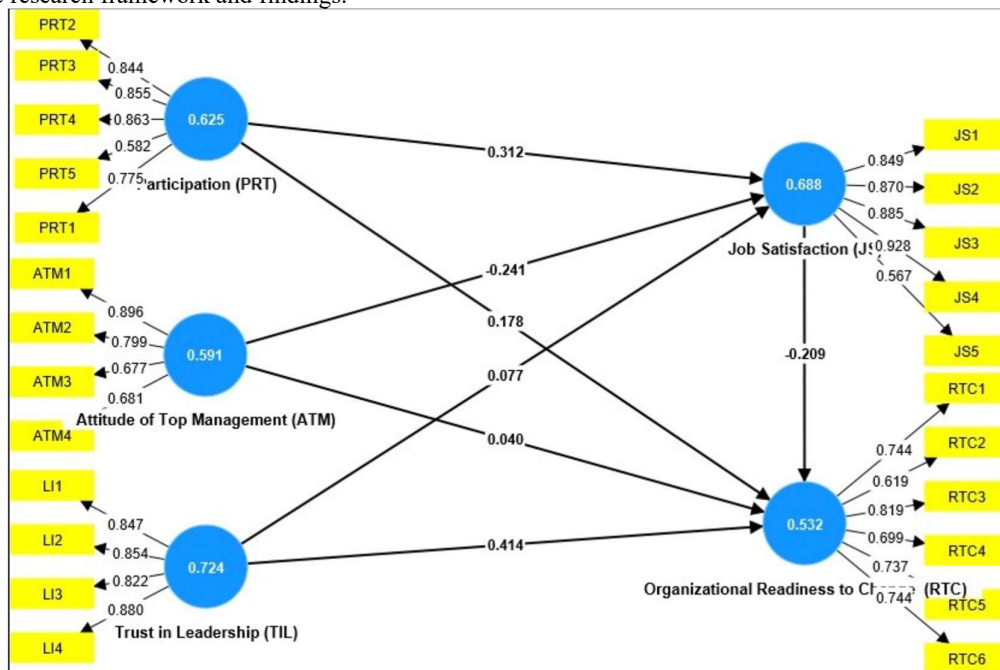 research framework and findings.
PRT2
PRT3
PRT4
PRT5
PRT1
0.844
0.855
0.863
0.582
0.775
0.625
articipation (PRT)
ATM1
ATM2
ATM3
ATM4
0.896
0.799
0.677
0.681
0.591
Attitude of Top Management (ATM)
LI1
LI2
LI3
LI4
0.847
0.854
0.822
0.880
0.724
Trust in Leadership (TIL)
0.312
-0.241
0.178
0.077
0.040
0.414
-0.209
0.688
Job Satisfaction (JS
0.849
0.870
0.885
0.928
0.567
JS1
JS2
JS3
JS4
JS5
0.532
Organizational Readiness to (RTC)
0.744
0.619
0.819
0.699
0.737
0.744
RTC1
RTC2
RTC3
RTC4
RTC5
RTC6